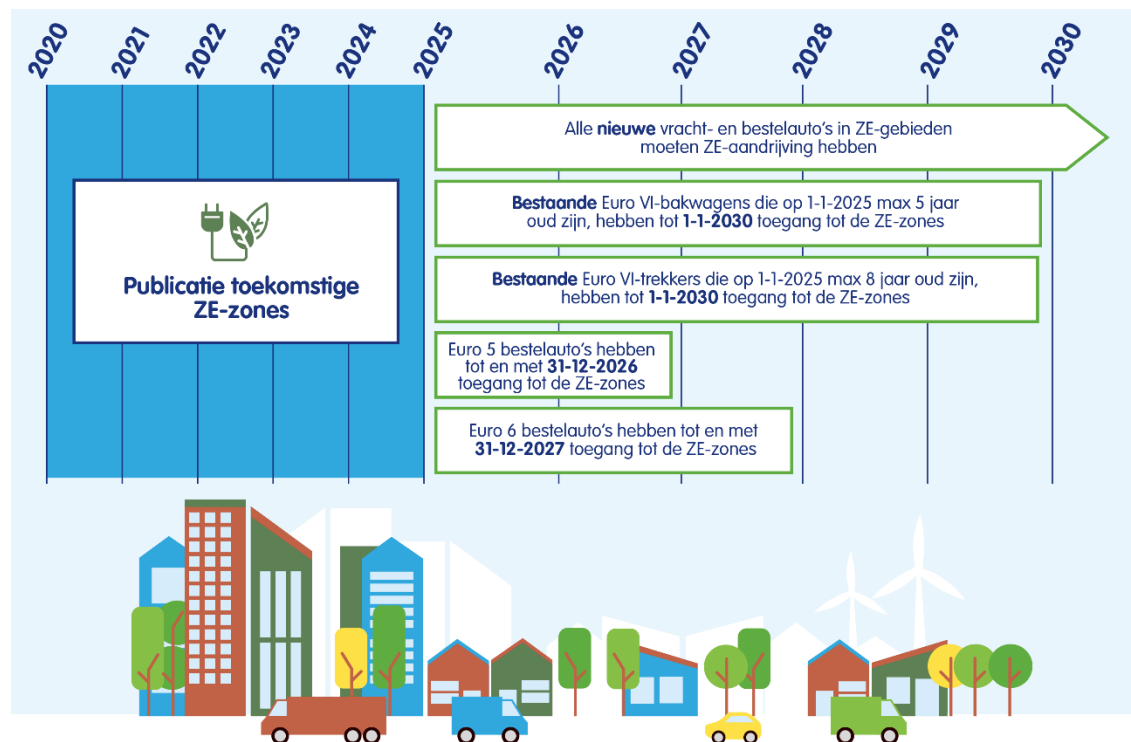 2020
2021
2022
2023
2024
2025
2026
2027
2028
2029
2030
Publicatie toekomstige
ZE-zones
Alle nieuwe vracht- en bestelauto's in ZE-gebieden
moeten ZE-aandrijving hebben
Bestaande Euro VI-bakwagens die op 1-1-2025 max 5 jaar
oud zijn, hebben tot 1-1-2030 toegang tot de ZE-zones
Bestaande Euro VI-trekkers die op 1-1-2025 max 8 jaar oud zijn,
hebben tot 1-1-2030 toegang tot de ZE-zones
Euro 5 bestelauto's hebben
tot en met 31-12-2026
toegang tot de ZE-zones
Euro 6 bestelauto's hebben tot en met
31-12-2027 toegang tot de ZE-zones